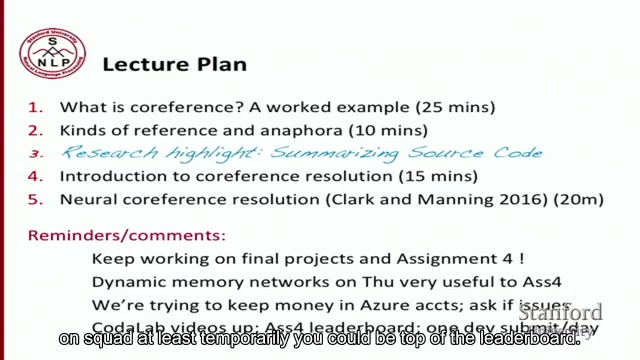 Stanford University
S
NLP
Natural Language Processing
Lecture Plan
1. What is coreference? A worked example (25 mins)
2. Kinds of reference and anaphora (10 mins)
3. Research highlight: Summarizing Source Code
4. Introduction to coreference resolution (15 mins)
5. Neural coreference resolution (Clark and Manning 2016) (20m)
Reminders/comments:
Keep working on final projects and Assignment 4 !
Dynamic memory networks on Thu very useful to Ass4
We're trying to keep money in Azure accts; ask if issues
Stanford
CodaLab videos up; Ass4 leaderboard; one dev submit/day
on squad at least temporarily you could be top of the leaderboard.